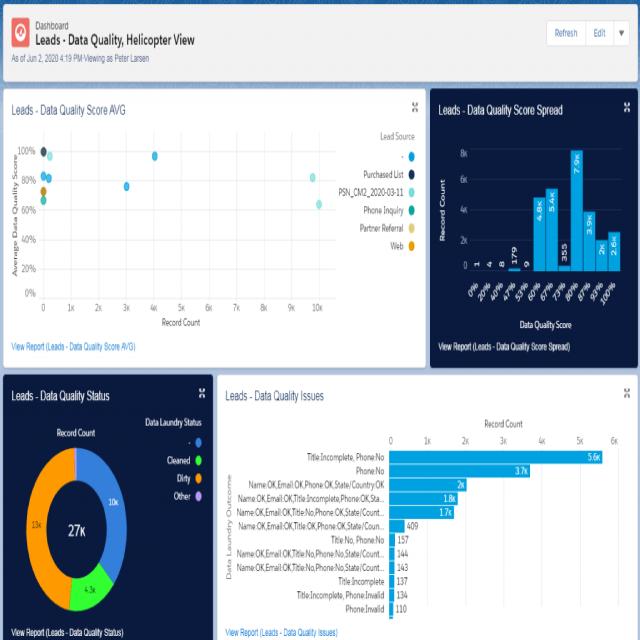 Dashboard
Leads - Data Quality, Helicopter View
As of Jun 2, 2020 4:19 PM·Viewing as Peter Larsen
Refresh
Edit
Leads - Data Quality Score AVG
Average Data Quality Score
100%
80%
60%
40%
20%
0%
0 1K 2K 3K 4K 5K 6K 7K 8K 9K 10K
Record Count
Lead Source
-
Purchased List
PSN_CM2_2020-03-11
Phone Inquiry
Partner Referral
Web
View Report (Leads - Data Quality Score AVG)
Leads - Data Quality Score Spread
Record Count
8K
6K
4K
2K
0
1 4 8 179 9 4.8K 5.4K 355 7.9K 3.9K 2K 2.6K
0% 20% 40% 47% 53% 60% 67% 73% 80% 87% 93% 100%
Data Quality Score
View Report (Leads - Data Quality Score Spread)
Leads - Data Quality Status
Data Laundry Status
-
Cleaned
Dirty
Other
Record Count
10K
13K
27K
4.3K
View Report (Leads - Data Quality Status)
Leads - Data Quality Issues
Record Count
0 1K 2K 3K 4K 5K 6K
Data Laundry Outcome
Title:Incomplete, Phone:No 5.6K
Phone:No 3.7K
Name:OK,Email:OK,Phone:OK,State/Country:OK 2K
Name:OK,Email:OK,Title:Incomplete,Phone:OK,Sta... 1.8K
Name:OK,Email:OK,Title:No,Phone:OK,State/Count... 1.7K
Name:OK,Email:OK,Title:OK,Phone:OK,State/Coun... 409
Title:No, Phone:No 157
Name:OK,Email:OK,Title:No,Phone:No,State/Count... 144
Name:OK,Email:OK,Title:No,Phone:No,State/Count... 143
Title:Incomplete 137
Title:Incomplete, Phone:Invalid 134
Phone:Invalid 110
View Report (Leads - Data Quality Issues)